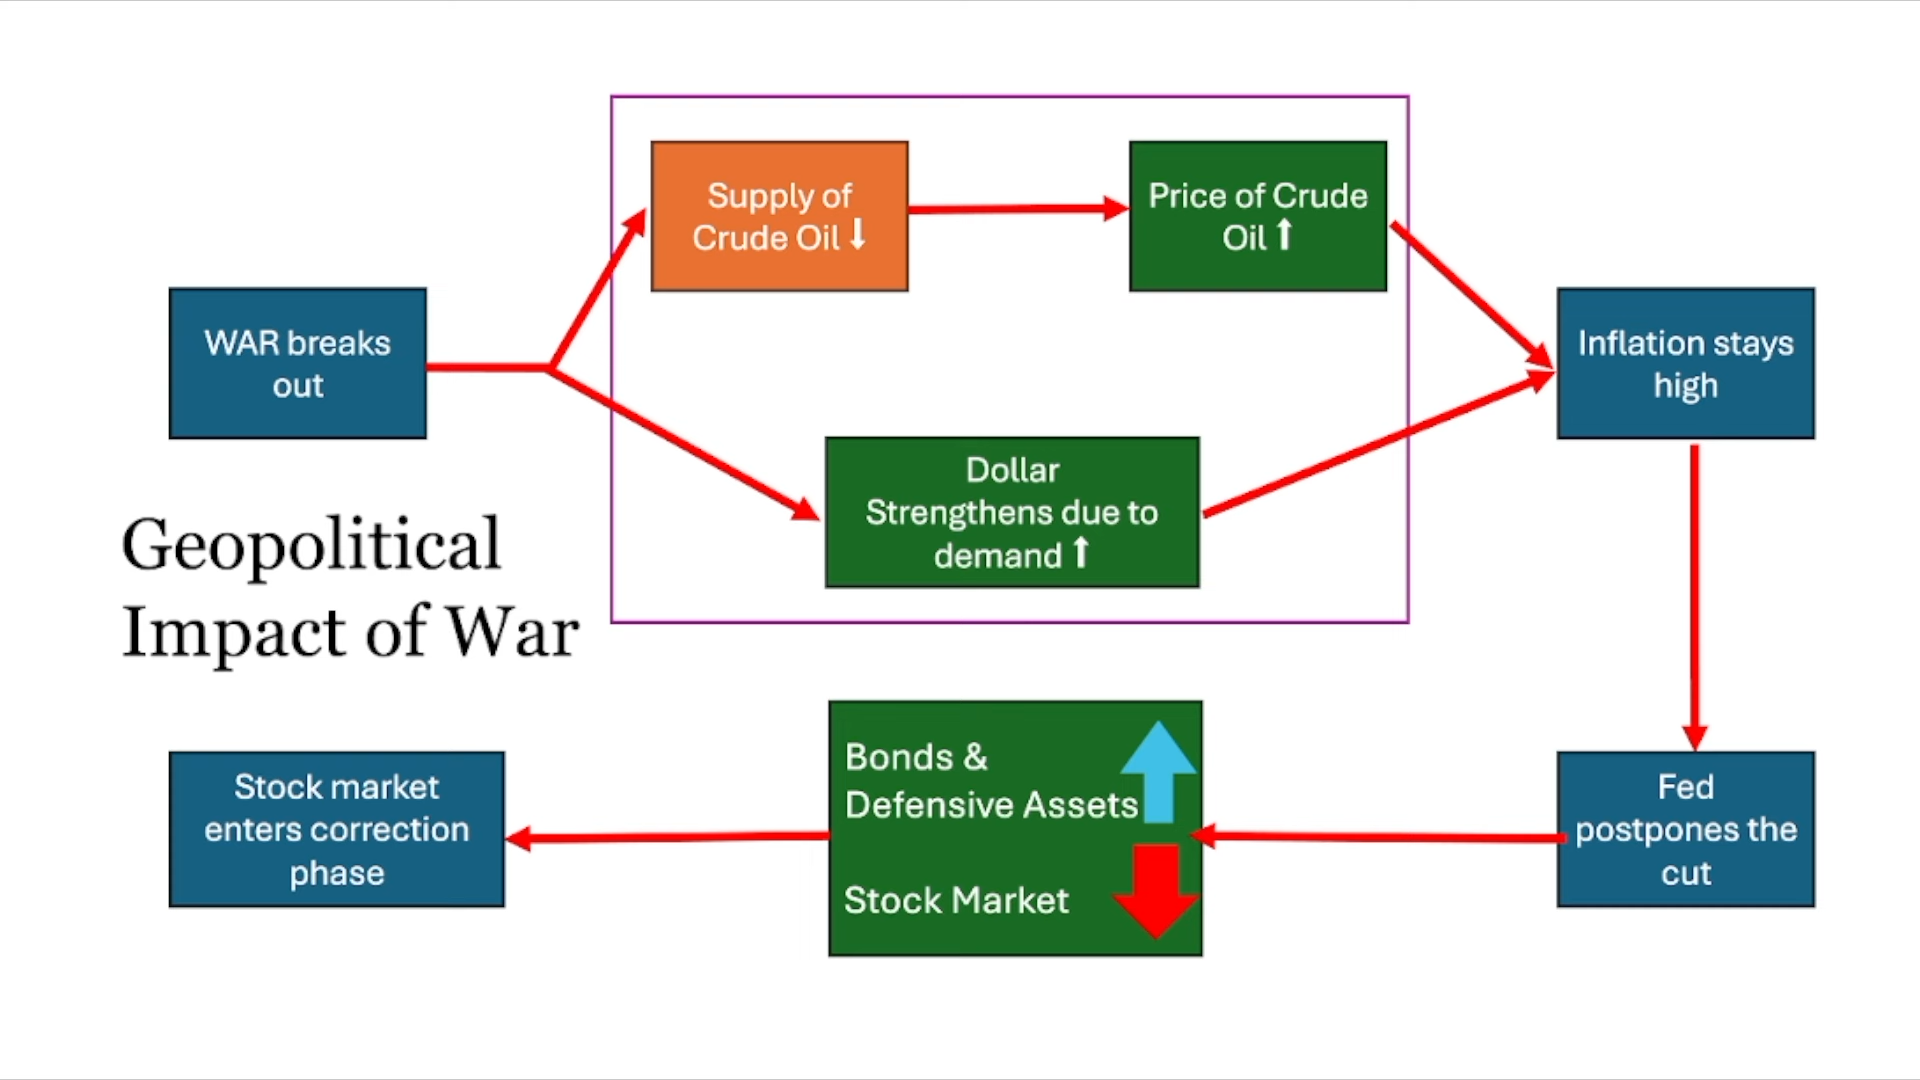 Supply of
Crude Oil ⬇
Price of Crude
Oil ⬆
WAR breaks
out
Inflation stays
high
Dollar
Strengthens due to
demand ⬆
Geopolitical
Impact of War
Bonds &
Defensive Assets
Stock Market
Stock market
enters correction
phase
Fed
postpones the
cut